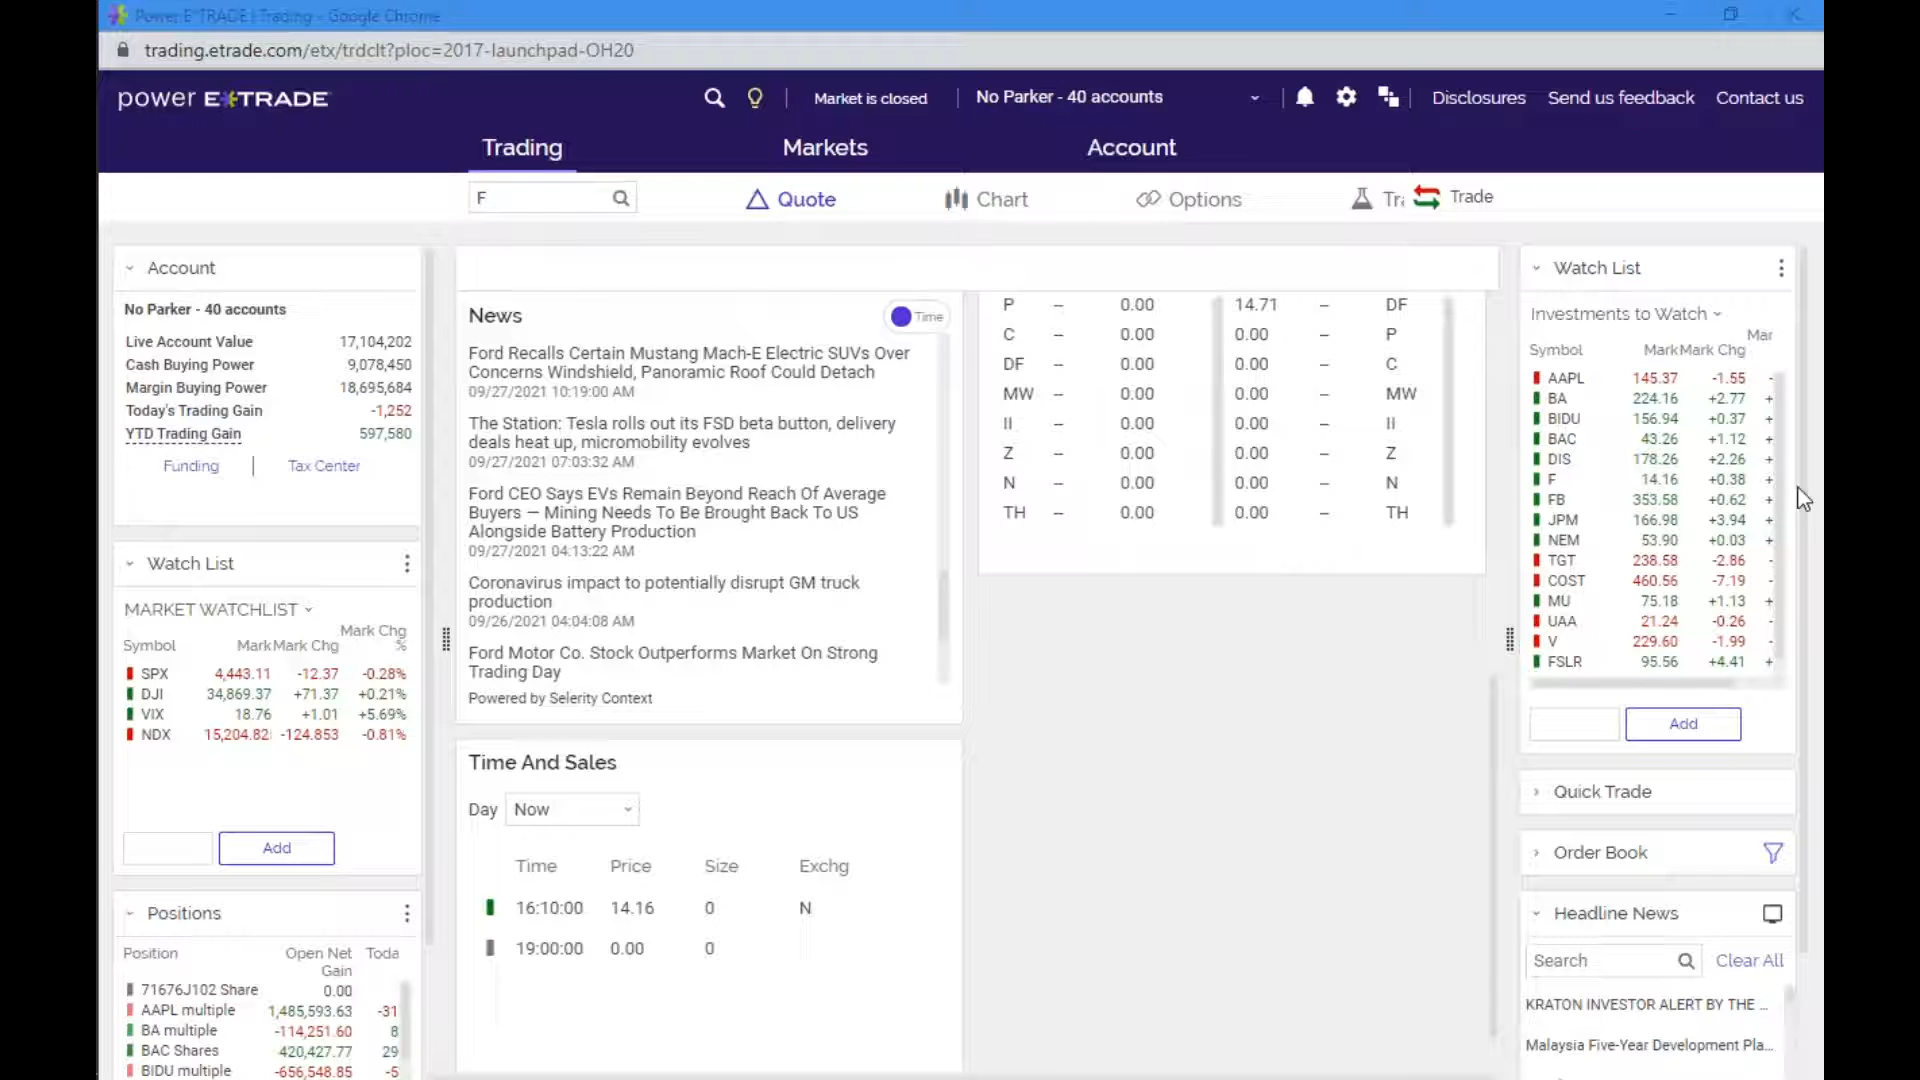 Power E*TRADE | Trading - Google Chrome
trading.etrade.com/etx/trdclt?ploc=2017-launchpad-OH20
power E*TRADE
Market is closed
No Parker - 40 accounts
Disclosures
Send us feedback
Contact us
Trading
Markets
Account
F
Quote
Chart
Options
Tr
Trade
Account
No Parker - 40 accounts
Live Account Value 17,104,202
Cash Buying Power 9,078,450
Margin Buying Power 18,695,684
Today's Trading Gain -1,252
YTD Trading Gain 597,580
Funding | Tax Center
Watch List
MARKET WATCHLIST
Mark Chg
Symbol Mark Mark Chg %
SPX 4,443.11 -12.37 -0.28%
DJI 34,869.37 +71.37 +0.21%
VIX 18.76 +1.01 +5.69%
NDX 15,204.82 -124.853 -0.81%
Add
Positions
Position Open Net Toda
Gain
71676J102 Share 0.00
AAPL multiple 1,485,593.63 -31
BA multiple -114,251.60 8
BAC Shares 420,427.77 29
BIDU multiple -656,548.85 -5
News
Time
Ford Recalls Certain Mustang Mach-E Electric SUVs Over
Concerns Windshield, Panoramic Roof Could Detach
09/27/2021 10:19:00 AM
The Station: Tesla rolls out its FSD beta button, delivery
deals heat up, micromobility evolves
09/27/2021 07:03:32 AM
Ford CEO Says EVs Remain Beyond Reach Of Average
Buyers — Mining Needs To Be Brought Back To US
Alongside Battery Production
09/27/2021 04:13:22 AM
Coronavirus impact to potentially disrupt GM truck
production
09/26/2021 04:04:08 AM
Ford Motor Co. Stock Outperforms Market On Strong
Trading Day
Powered by Selerity Context
Time And Sales
Day Now
Time Price Size Exchg
16:10:00 14.16 0 N
19:00:00 0.00 0
P – 0.00 14.71 – DF
C – 0.00 0.00 – P
DF – 0.00 0.00 – C
MW – 0.00 0.00 – MW
II – 0.00 0.00 – II
Z – 0.00 0.00 – Z
N – 0.00 0.00 – N
TH – 0.00 0.00 – TH
Watch List
Investments to Watch
Mar
Symbol Mark Mark Chg
AAPL 145.37 -1.55 -
BA 224.16 +2.77 +
BIDU 156.94 +0.37 +
BAC 43.26 +1.12 +
DIS 178.26 +2.26 +
F 14.16 +0.38 +
FB 353.58 +0.62 +
JPM 166.98 +3.94 +
NEM 53.90 +0.03 +
TGT 238.58 -2.86 -
COST 460.56 -7.19 -
MU 75.18 +1.13 +
UAA 21.24 -0.26 -
V 229.60 -1.99 -
FSLR 95.56 +4.41 +
Add
Quick Trade
Order Book
Headline News
Search
Clear All
KRATON INVESTOR ALERT BY THE ...
Malaysia Five-Year Development Pla...